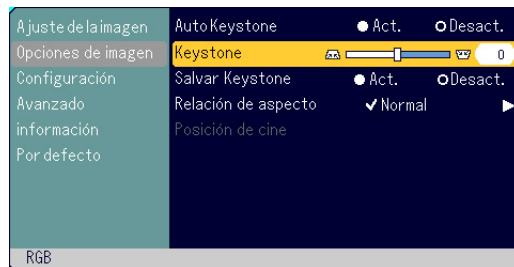 Ajuste de la imagen
Opciones de imagen
Configuración
Avanzado
información
Por defecto
Auto Keystone Act. Desact.
Keystone 0
Salvar Keystone Act. Desact.
Relación de aspecto Normal
Posición de cine
RGB